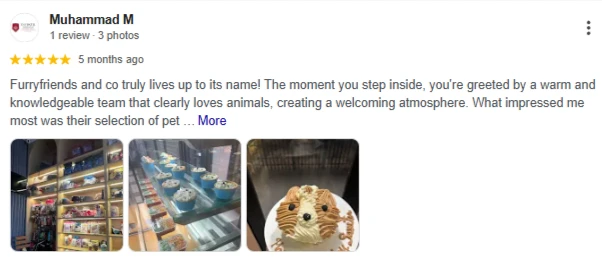 Muhammad M
1 review · 3 photos
5 months ago
Furryfriends and co truly lives up to its name! The moment you step inside, you're greeted by a warm and
knowledgeable team that clearly loves animals, creating a welcoming atmosphere. What impressed me
most was their selection of pet ... More